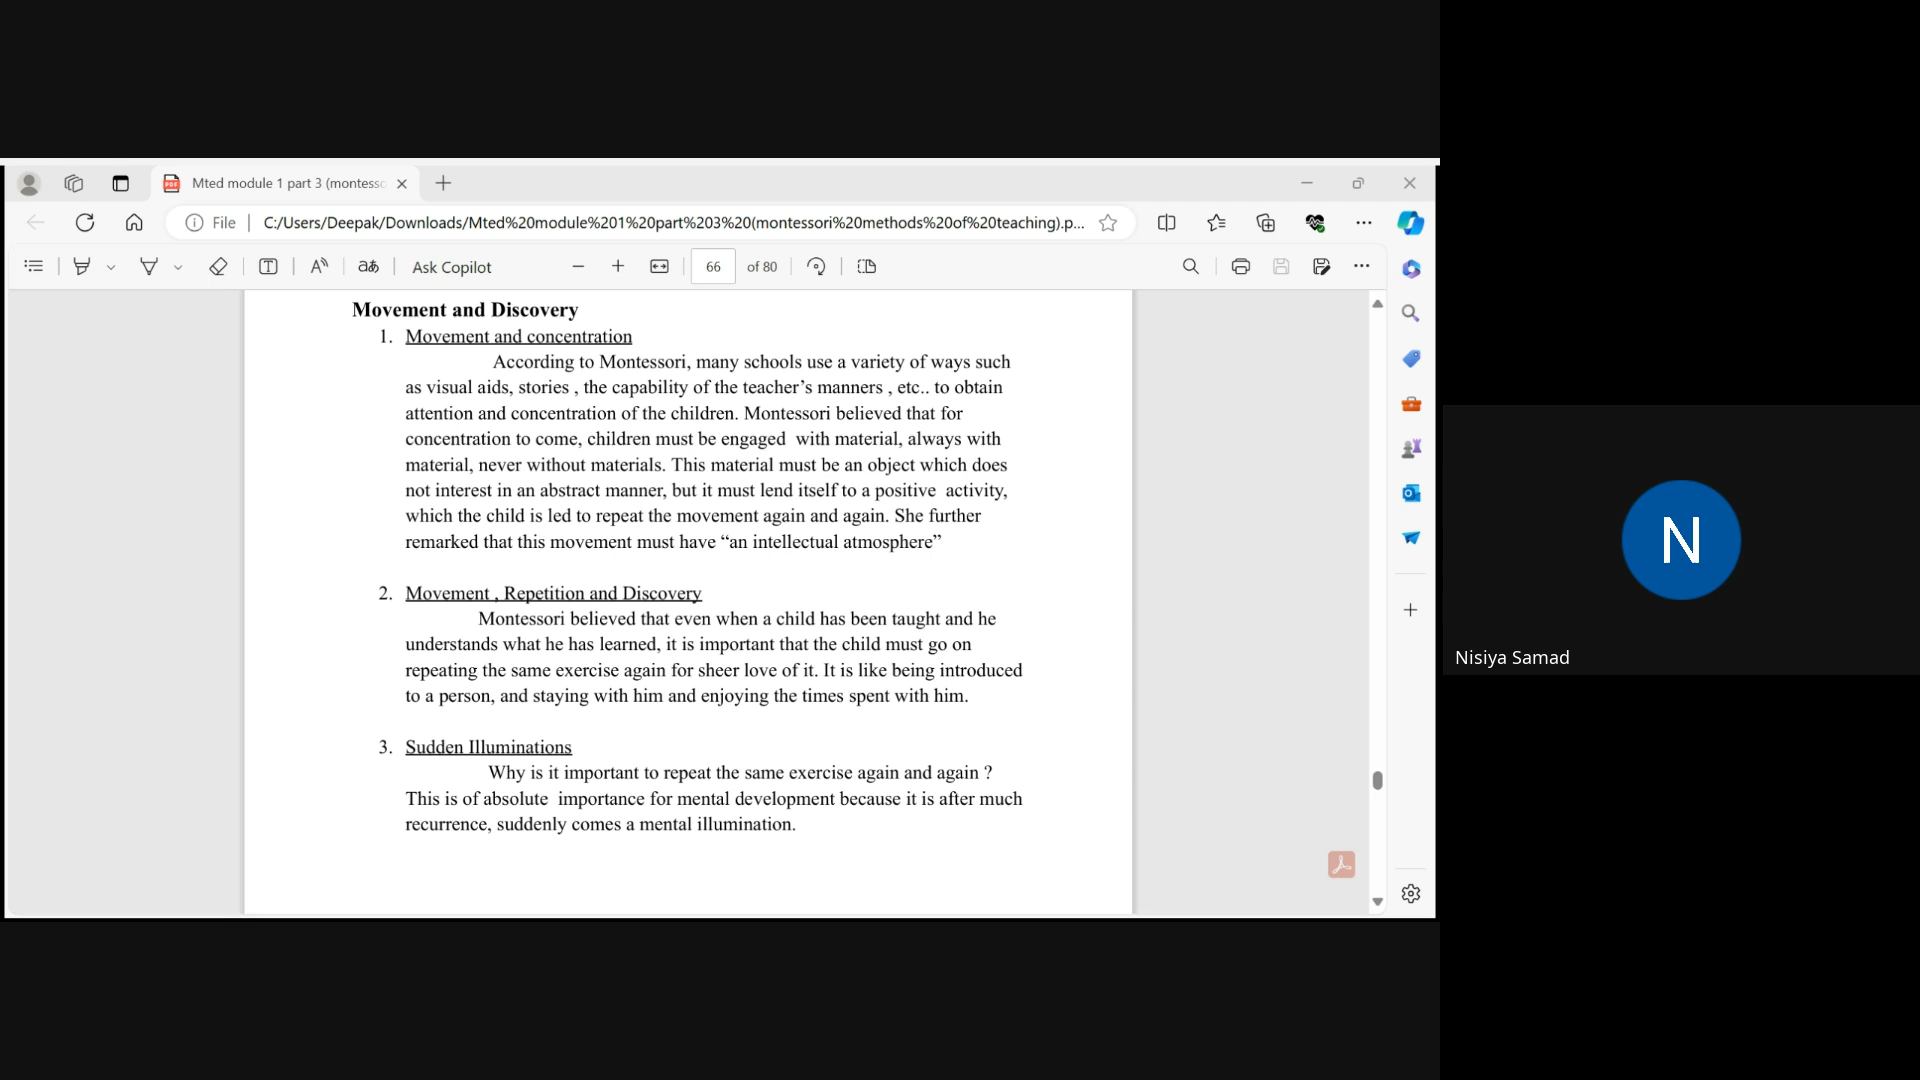 Mted module 1 part 3 (montessc
File
C:/Users/Deepak/Downloads/Mted%20module%201%20part%203%20(montessori%20methods%20of%20teaching).p...
Ask Copilot
66 of 80
Movement and Discovery
1. Movement and concentration
According to Montessori, many schools use a variety of ways such
as visual aids, stories , the capability of the teacher’s manners , etc.. to obtain
attention and concentration of the children. Montessori believed that for
concentration to come, children must be engaged with material, always with
material, never without materials. This material must be an object which does
not interest in an abstract manner, but it must lend itself to a positive activity,
which the child is led to repeat the movement again and again. She further
remarked that this movement must have “an intellectual atmosphere”
2. Movement , Repetition and Discovery
Montessori believed that even when a child has been taught and he
understands what he has learned, it is important that the child must go on
repeating the same exercise again for sheer love of it. It is like being introduced
to a person, and staying with him and enjoying the times spent with him.
3. Sudden Illuminations
Why is it important to repeat the same exercise again and again ?
This is of absolute importance for mental development because it is after much
recurrence, suddenly comes a mental illumination.
N
Nisiya Samad